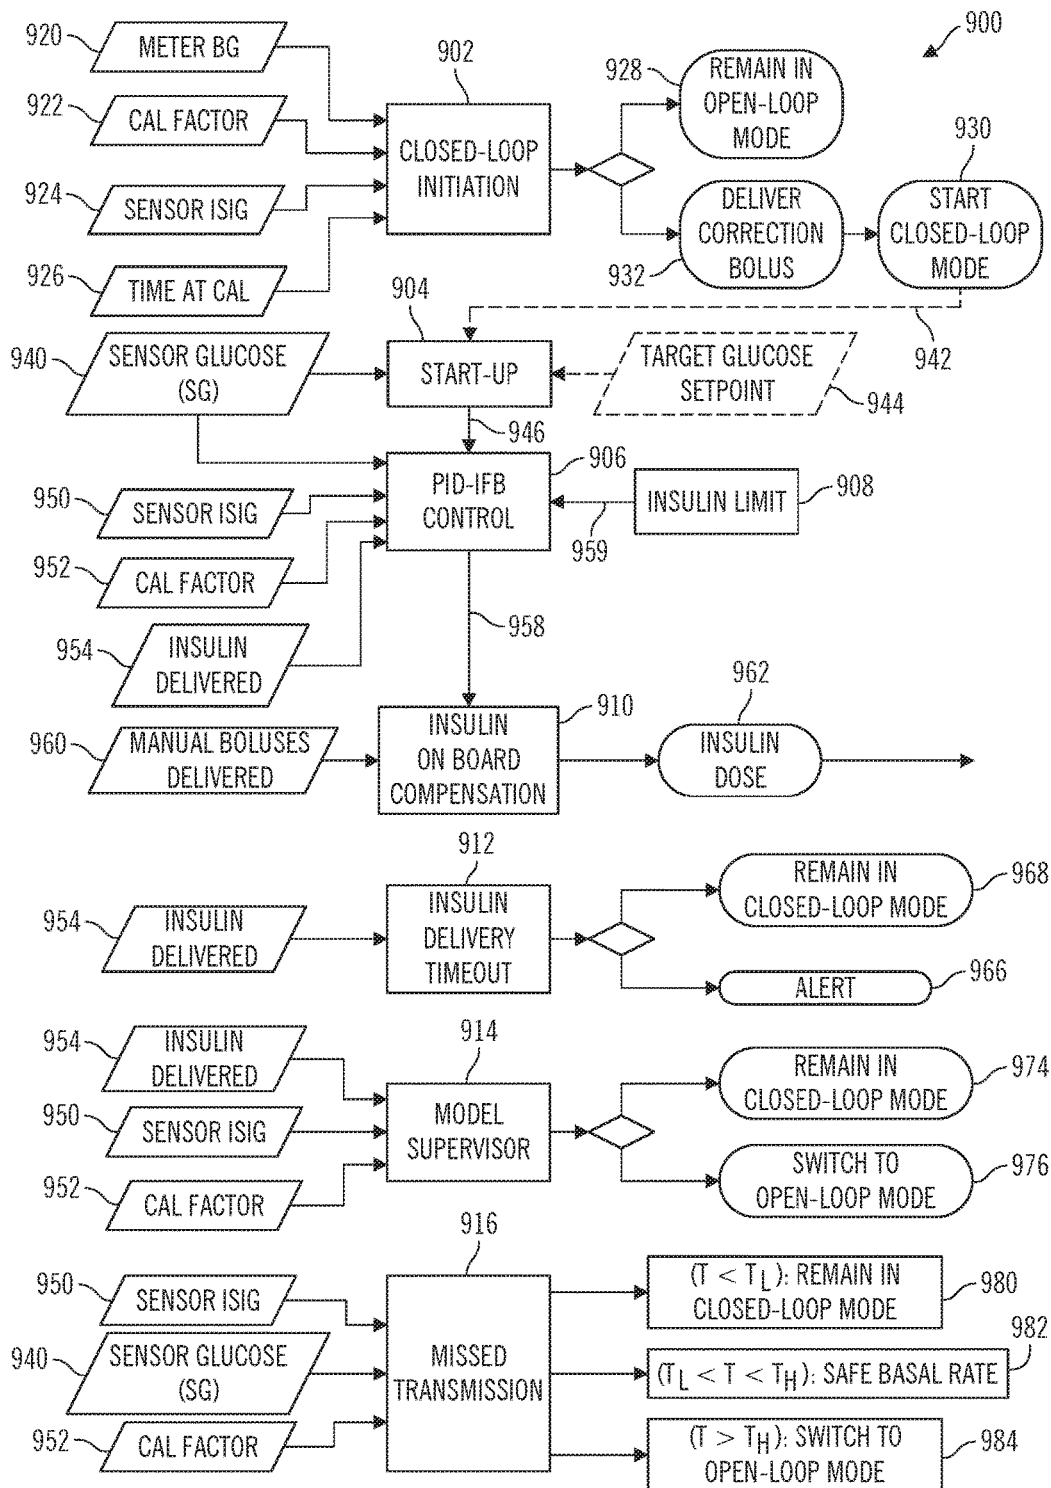 920
METER BG
902
900
928
REMAIN IN
OPEN-LOOP
MODE
922
CAL FACTOR
CLOSED-LOOP
INITIATION
930
924
SENSOR ISIG
DELIVER
CORRECTION
BOLUS
932
START
CLOSED-LOOP
MODE
926
TIME AT CAL
904
942
940
SENSOR GLUCOSE
(SG)
START-UP
TARGET GLUCOSE
SETPOINT
944
946
906
950
SENSOR ISIG
PID-IFB
CONTROL
INSULIN LIMIT
908
959
952
CAL FACTOR
958
954
INSULIN
DELIVERED
910
962
960
MANUAL BOLUSES
DELIVERED
INSULIN
ON BOARD
COMPENSATION
INSULIN
DOSE
912
REMAIN IN
CLOSED-LOOP MODE
968
954
INSULIN
DELIVERED
INSULIN
DELIVERY
TIMEOUT
ALERT
966
954
INSULIN
DELIVERED
914
REMAIN IN
CLOSED-LOOP MODE
974
950
SENSOR ISIG
MODEL
SUPERVISOR
952
CAL FACTOR
SWITCH TO
OPEN-LOOP MODE
976
916
950
SENSOR ISIG
(T < TL): REMAIN IN
CLOSED-LOOP MODE
980
940
SENSOR GLUCOSE
(SG)
MISSED
TRANSMISSION
982
(TL < T < TH): SAFE BASAL RATE
952
CAL FACTOR
(T > TH): SWITCH TO
OPEN-LOOP MODE
984